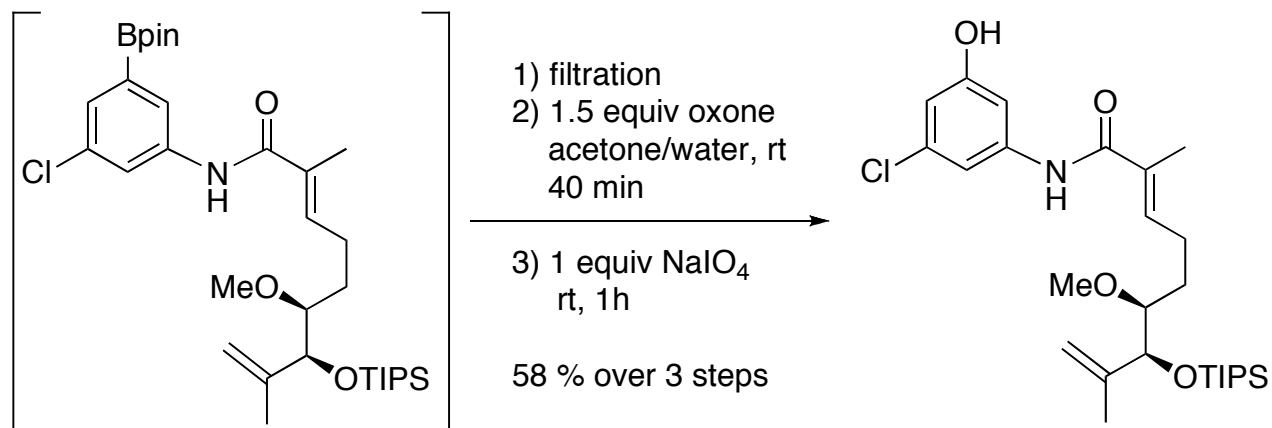 Bpin
Cl
O
N
H
MeO
OTIPS
1) filtration
2) 1.5 equiv oxone
acetone/water, rt
40 min
3) 1 equiv NaIO₄
rt, 1h
58 % over 3 steps
OH
Cl
O
N
H
MeO
OTIPS